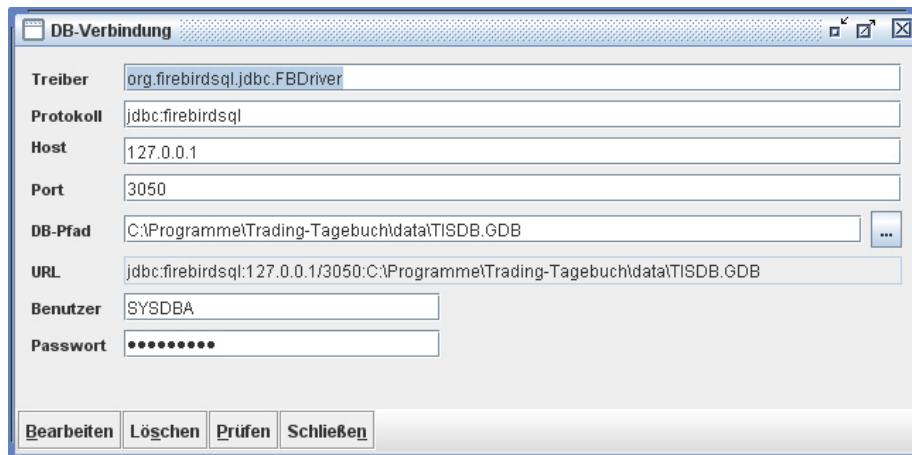 DB-Verbindung
Treiber org.firebirdsql.jdbc.FBDriver
Protokoll jdbc:firebirdsql
Host 127.0.0.1
Port 3050
DB-Pfad C:\Programme\Trading-Tagebuch\data\TISDB.GDB ...
URL jdbc:firebirdsql:127.0.0.1/3050:C:\Programme\Trading-Tagebuch\data\TISDB.GDB
Benutzer SYSDBA
Passwort •••••••••
Bearbeiten Löschen Prüfen Schließen